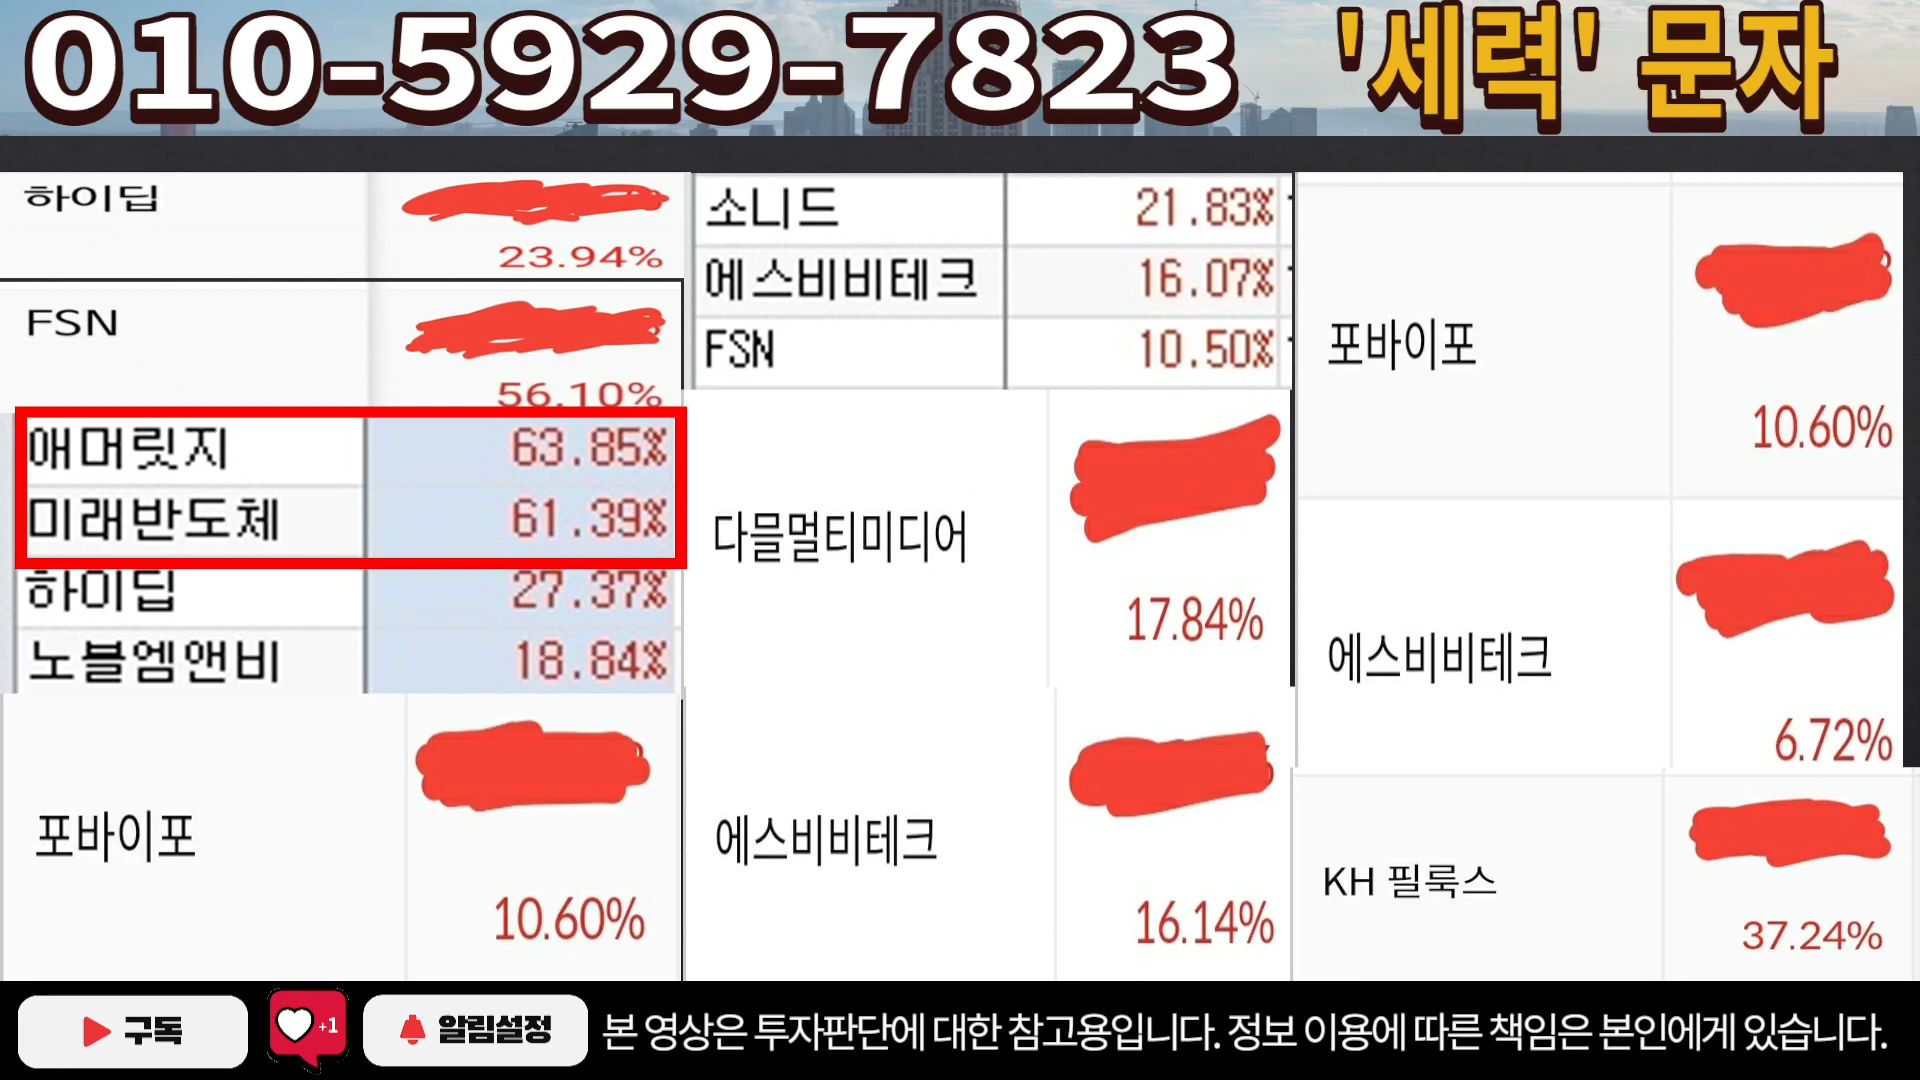 010-5929-7823 '세력' 문자
하이딥
23.94%
FSN
56.10%
애머릿지 63.85%
미래반도체 61.39%
하이딥 27.37%
노블엠앤비 18.84%
포바이포
10.60%
소니드 21.83%
에스비비테크 16.07%
FSN 10.50%
다믈멀티미디어
17.84%
에스비비테크
16.14%
포바이포
10.60%
에스비비테크
6.72%
KH 필룩스
37.24%
구독 +1 알림설정 본 영상은 투자판단에 대한 참고용입니다. 정보 이용에 따른 책임은 본인에게 있습니다.